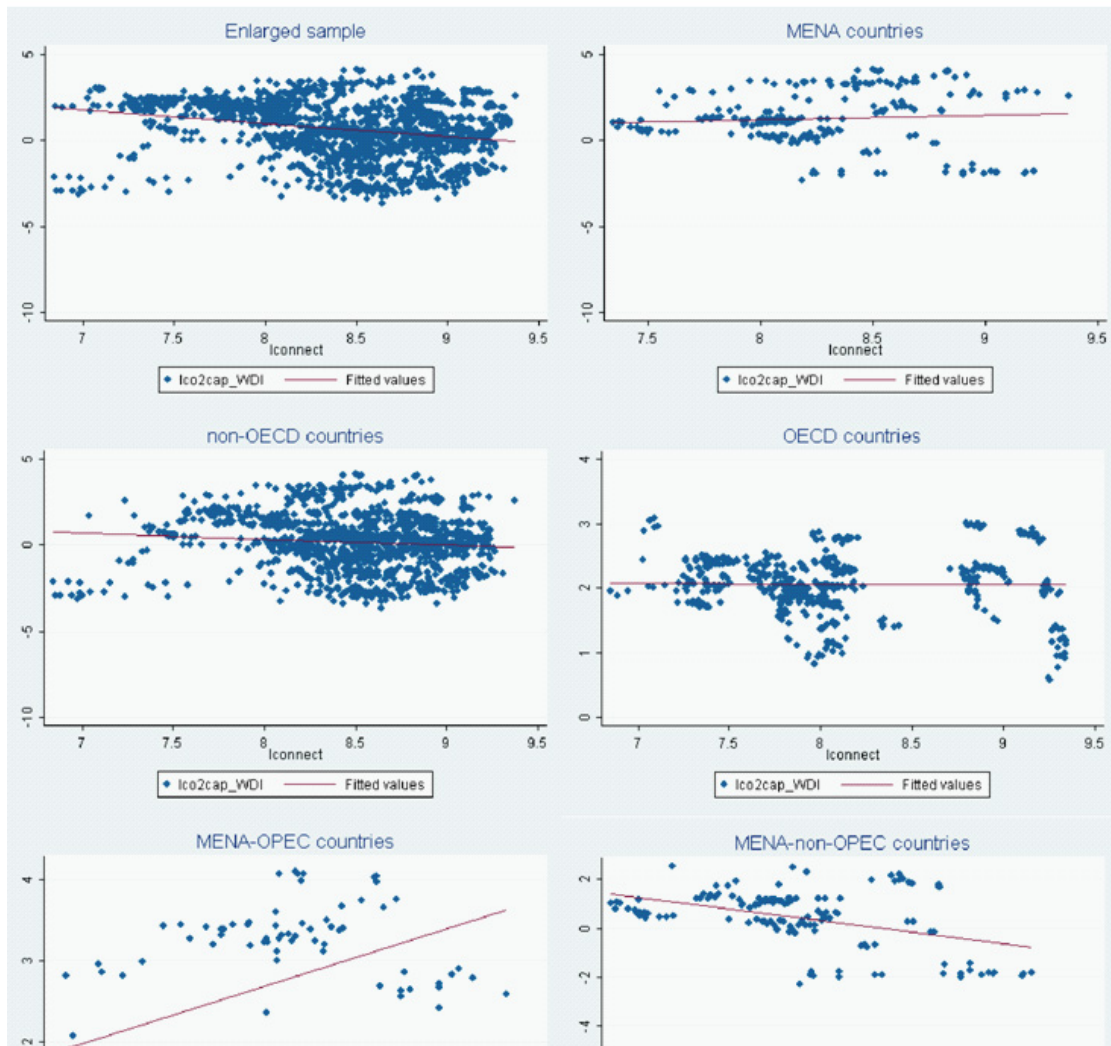 Enlarged sample
MENA countries
5
0
-5
-10
7 7.5 8 8.5 9 9.5
lconnect
lco2cap_WDI Fitted values
5
0
-5
-10
7.5 8 8.5 9 9.5
lconnect
lco2cap_WDI Fitted values
non-OECD countries
OECD countries
5
0
-5
-10
7 7.5 8 8.5 9 9.5
lconnect
lco2cap_WDI Fitted values
4
3
2
1
0
7 7.5 8 8.5 9 9.5
lconnect
lco2cap_WDI Fitted values
MENA-OPEC countries
MENA-non-OPEC countries
4
3
2
2
0
-2
-4